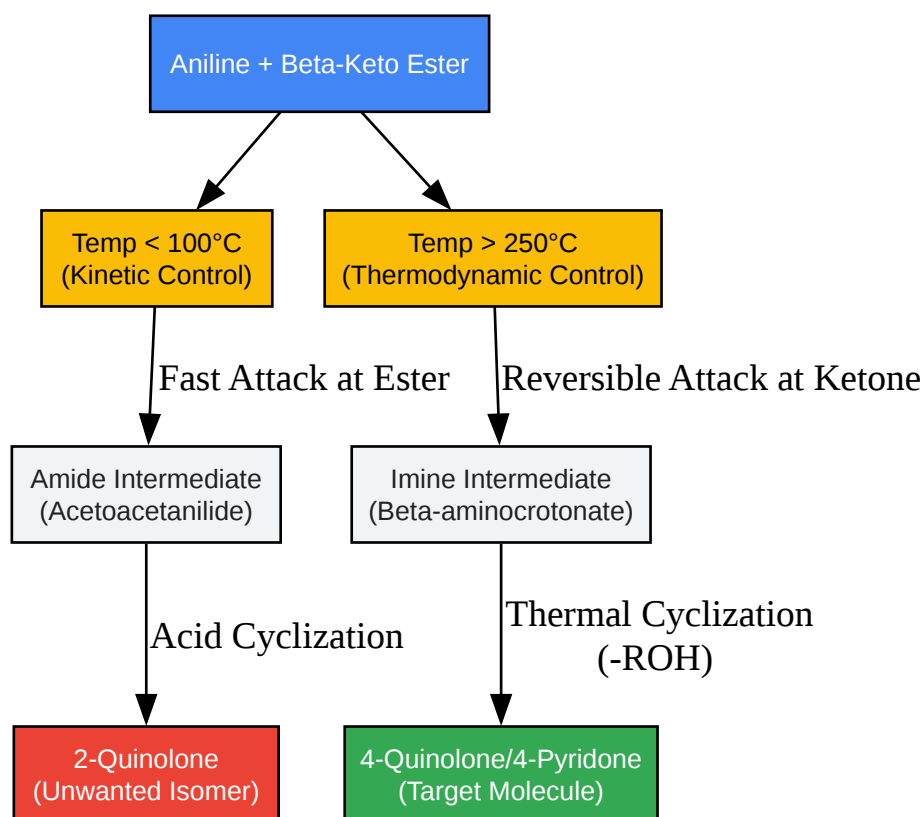 Aniline + Beta-Keto Ester
Temp < 100°C
(Kinetic Control)
Temp > 250°C
(Thermodynamic Control)
Fast Attack at Ester
Reversible Attack at Ketone
Amide Intermediate
(Acetoacetanilide)
Imine Intermediate
(Beta-aminocrotonate)
Acid Cyclization
Thermal Cyclization
(-ROH)
2-Quinolone
(Unwanted Isomer)
4-Quinolone/4-Pyridone
(Target Molecule)